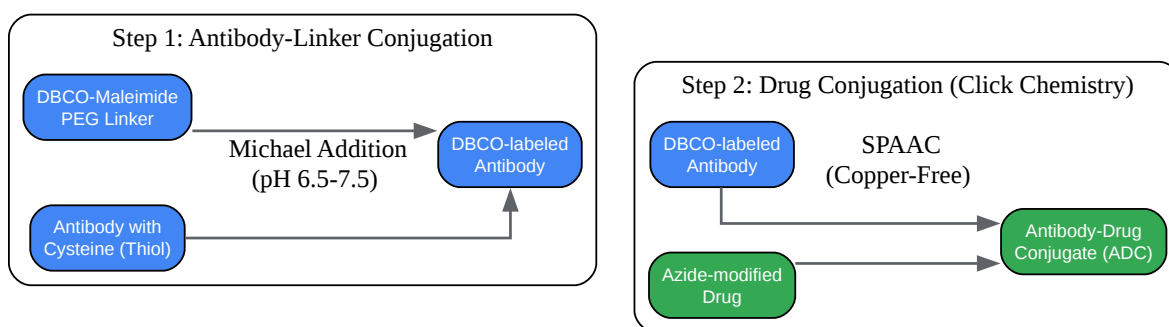 Step 1: Antibody-Linker Conjugation
DBCO-Maleimide
PEG Linker
Michael Addition
(pH 6.5-7.5)
DBCO-labeled
Antibody
Antibody with
Cysteine (Thiol)
Step 2: Drug Conjugation (Click Chemistry)
DBCO-labeled
Antibody
SPAAC
(Copper-Free)
Azide-modified
Drug
Antibody-Drug
Conjugate (ADC)